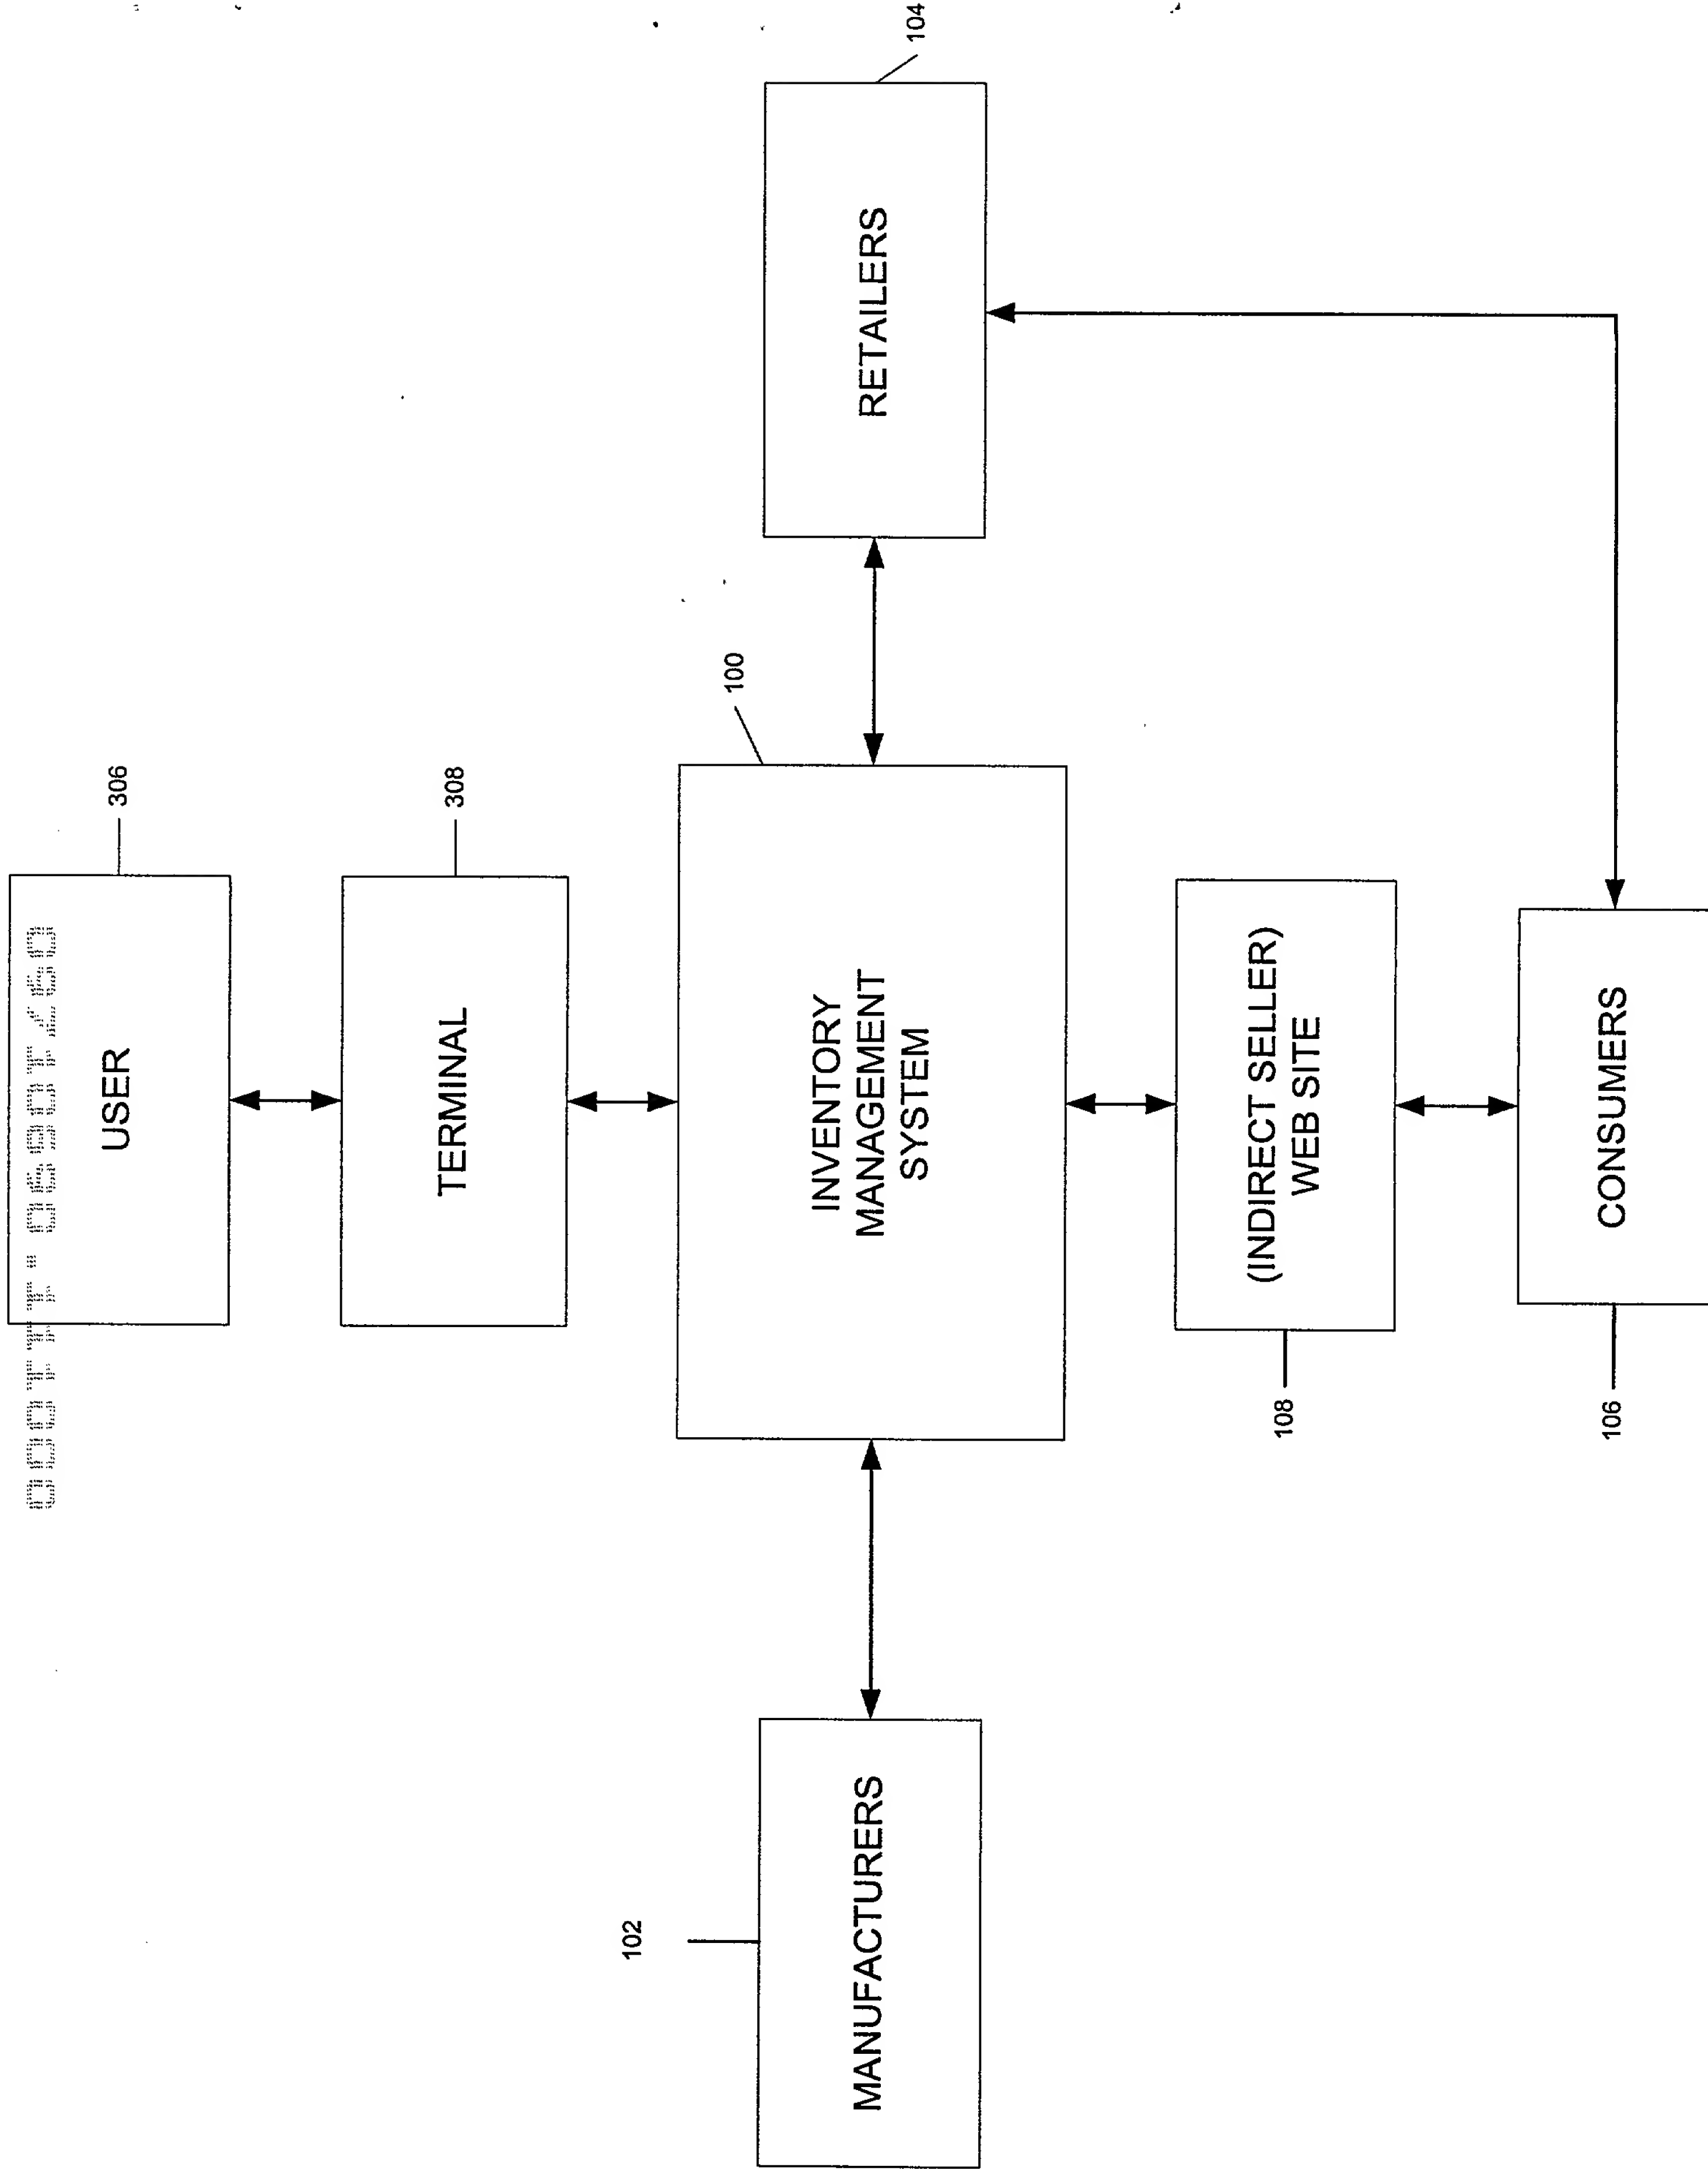 USER
306
TERMINAL
308
MANUFACTURERS
102
INVENTORY
MANAGEMENT
SYSTEM
100
RETAILERS
104
(INDIRECT SELLER)
WEB SITE
108
CONSUMERS
106